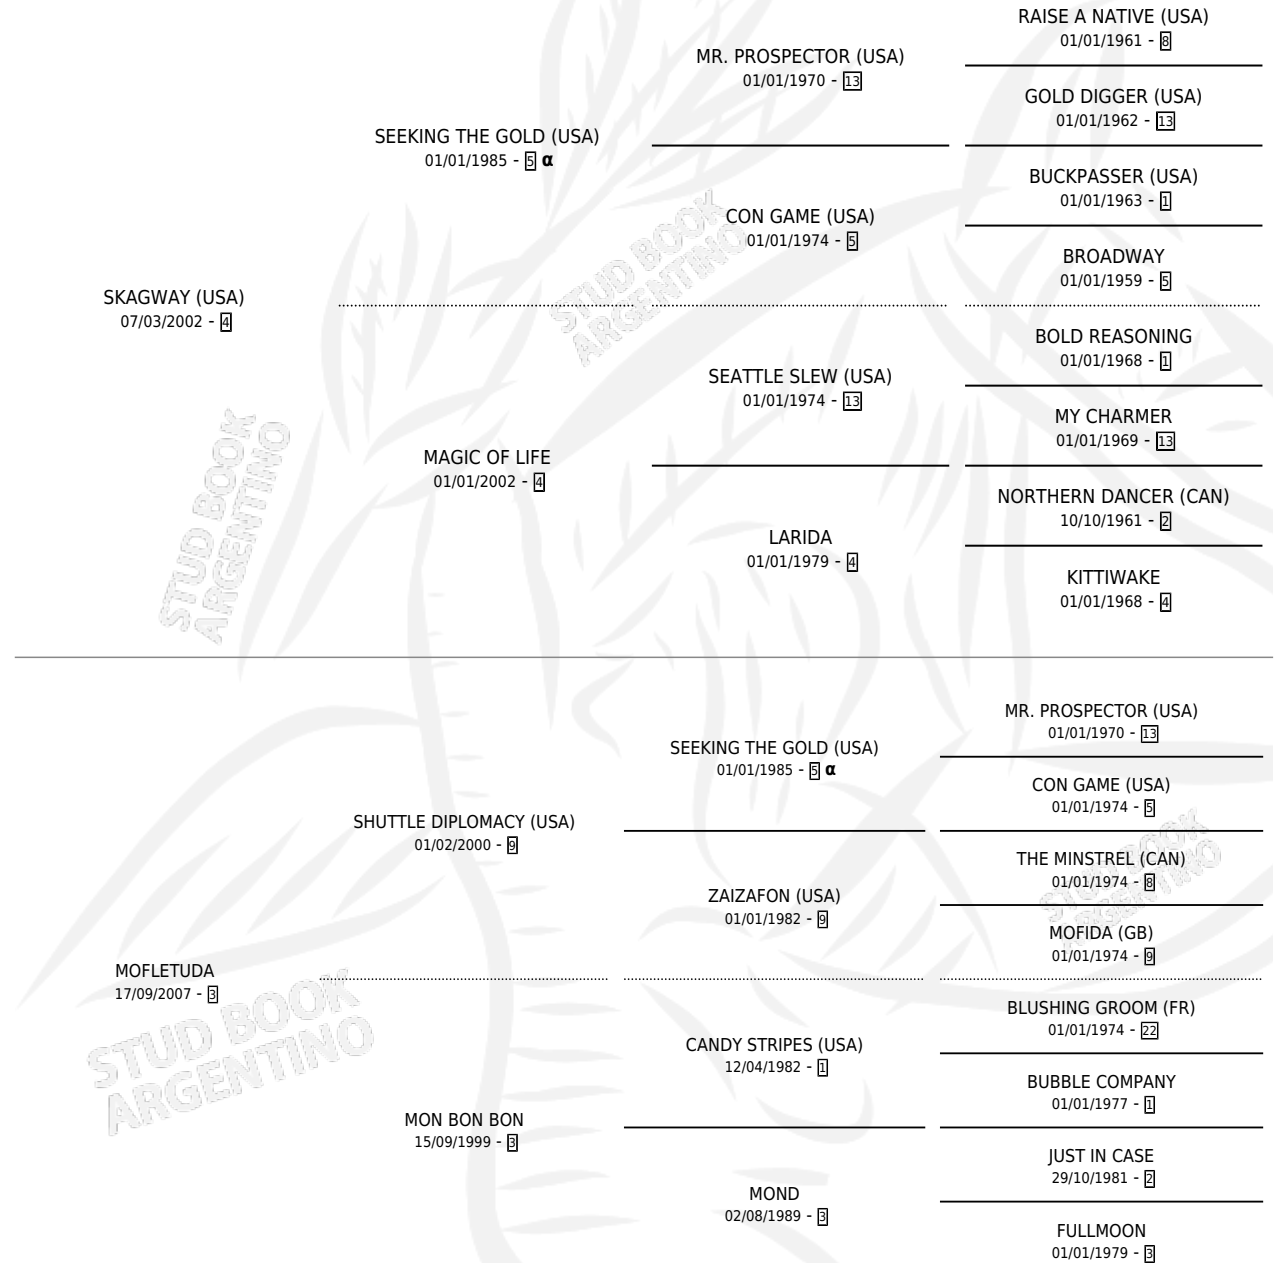 RAISE A NATIVE (USA)
01/01/1961 - 8
MR. PROSPECTOR (USA)
01/01/1970 - 13
GOLD DIGGER (USA)
01/01/1962 - 13
SEEKING THE GOLD (USA)
01/01/1985 - 5 α
BUCKPASSER (USA)
01/01/1963 - 1
CON GAME (USA)
01/01/1974 - 5
BROADWAY
01/01/1959 - 5
SKAGWAY (USA)
07/03/2002 - 4
BOLD REASONING
01/01/1968 - 1
SEATTLE SLEW (USA)
01/01/1974 - 13
MY CHARMER
01/01/1969 - 13
MAGIC OF LIFE
01/01/2002 - 4
NORTHERN DANCER (CAN)
10/10/1961 - 2
LARIDA
01/01/1979 - 4
KITTIWAKE
01/01/1968 - 4
MR. PROSPECTOR (USA)
01/01/1970 - 13
SEEKING THE GOLD (USA)
01/01/1985 - 5 α
CON GAME (USA)
01/01/1974 - 5
SHUTTLE DIPLOMACY (USA)
01/02/2000 - 9
THE MINSTREL (CAN)
01/01/1974 - 8
ZAIZAFON (USA)
01/01/1982 - 9
MOFIDA (GB)
01/01/1974 - 9
MOFLETUDA
17/09/2007 - 3
BLUSHING GROOM (FR)
01/01/1974 - 22
CANDY STRIPES (USA)
12/04/1982 - 1
BUBBLE COMPANY
01/01/1977 - 1
MON BON BON
15/09/1999 - 3
JUST IN CASE
29/10/1981 - 2
MOND
02/08/1989 - 3
FULLMOON
01/01/1979 - 3
STUD BOOK
ARGENTINO
STUD BOOK
ARGENTINO
STUD BOOK
ARGENTINO
STUD BOOK
ARGENTINO